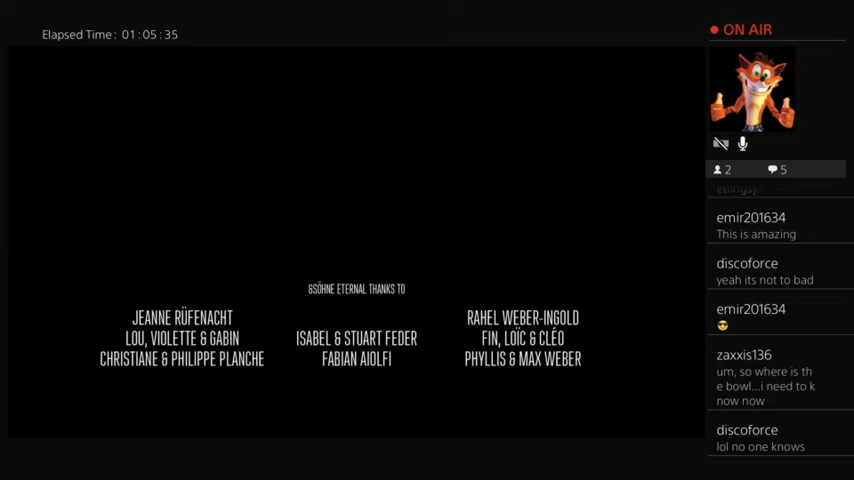 Elapsed Time: 01:05:35
ON AIR
2
5
ettings].
emir201634
This is amazing
discoforce
yeah its not to bad
emir201634
😎
zaxxis136
um, so where is th
e bowl...i need to k
now now
discoforce
lol no one knows
&SÖHNE ETERNAL THANKS TO
JEANNE RÜFENACHT
LOU, VIOLETTE & GABIN
CHRISTIANE & PHILIPPE PLANCHE
ISABEL & STUART FEDER
FABIAN AIOLFI
RAHEL WEBER-INGOLD
FIN, LOÏC & CLÉO
PHYLLIS & MAX WEBER